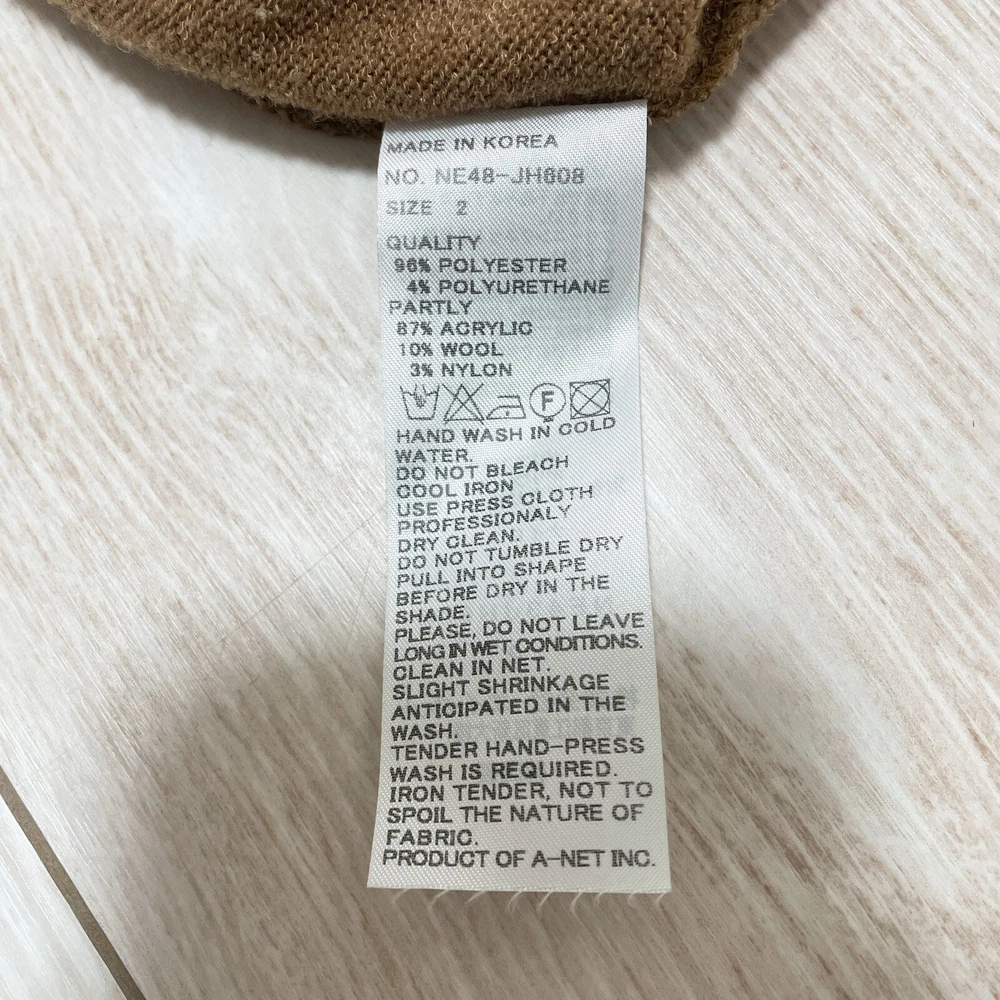 MADE IN KOREA
NO. NE48-JH608
SIZE 2
QUALITY
96% POLYESTER
4% POLYURETHANE
PARTLY
87% ACRYLIC
10% WOOL
3% NYLON
F
HAND WASH IN COLD
WATER.
DO NOT BLEACH
COOL IRON
USE PRESS CLOTH
PROFESSIONALY
DRY CLEAN.
DO NOT TUMBLE DRY
PULL INTO SHAPE
BEFORE DRY IN THE
SHADE.
PLEASE, DO NOT LEAVE
LONG IN WET CONDITIONS.
CLEAN IN NET.
SLIGHT SHRINKAGE
ANTICIPATED IN THE
WASH.
TENDER HAND-PRESS
WASH IS REQUIRED.
IRON TENDER, NOT TO
SPOIL THE NATURE OF
FABRIC.
PRODUCT OF A-NET INC.